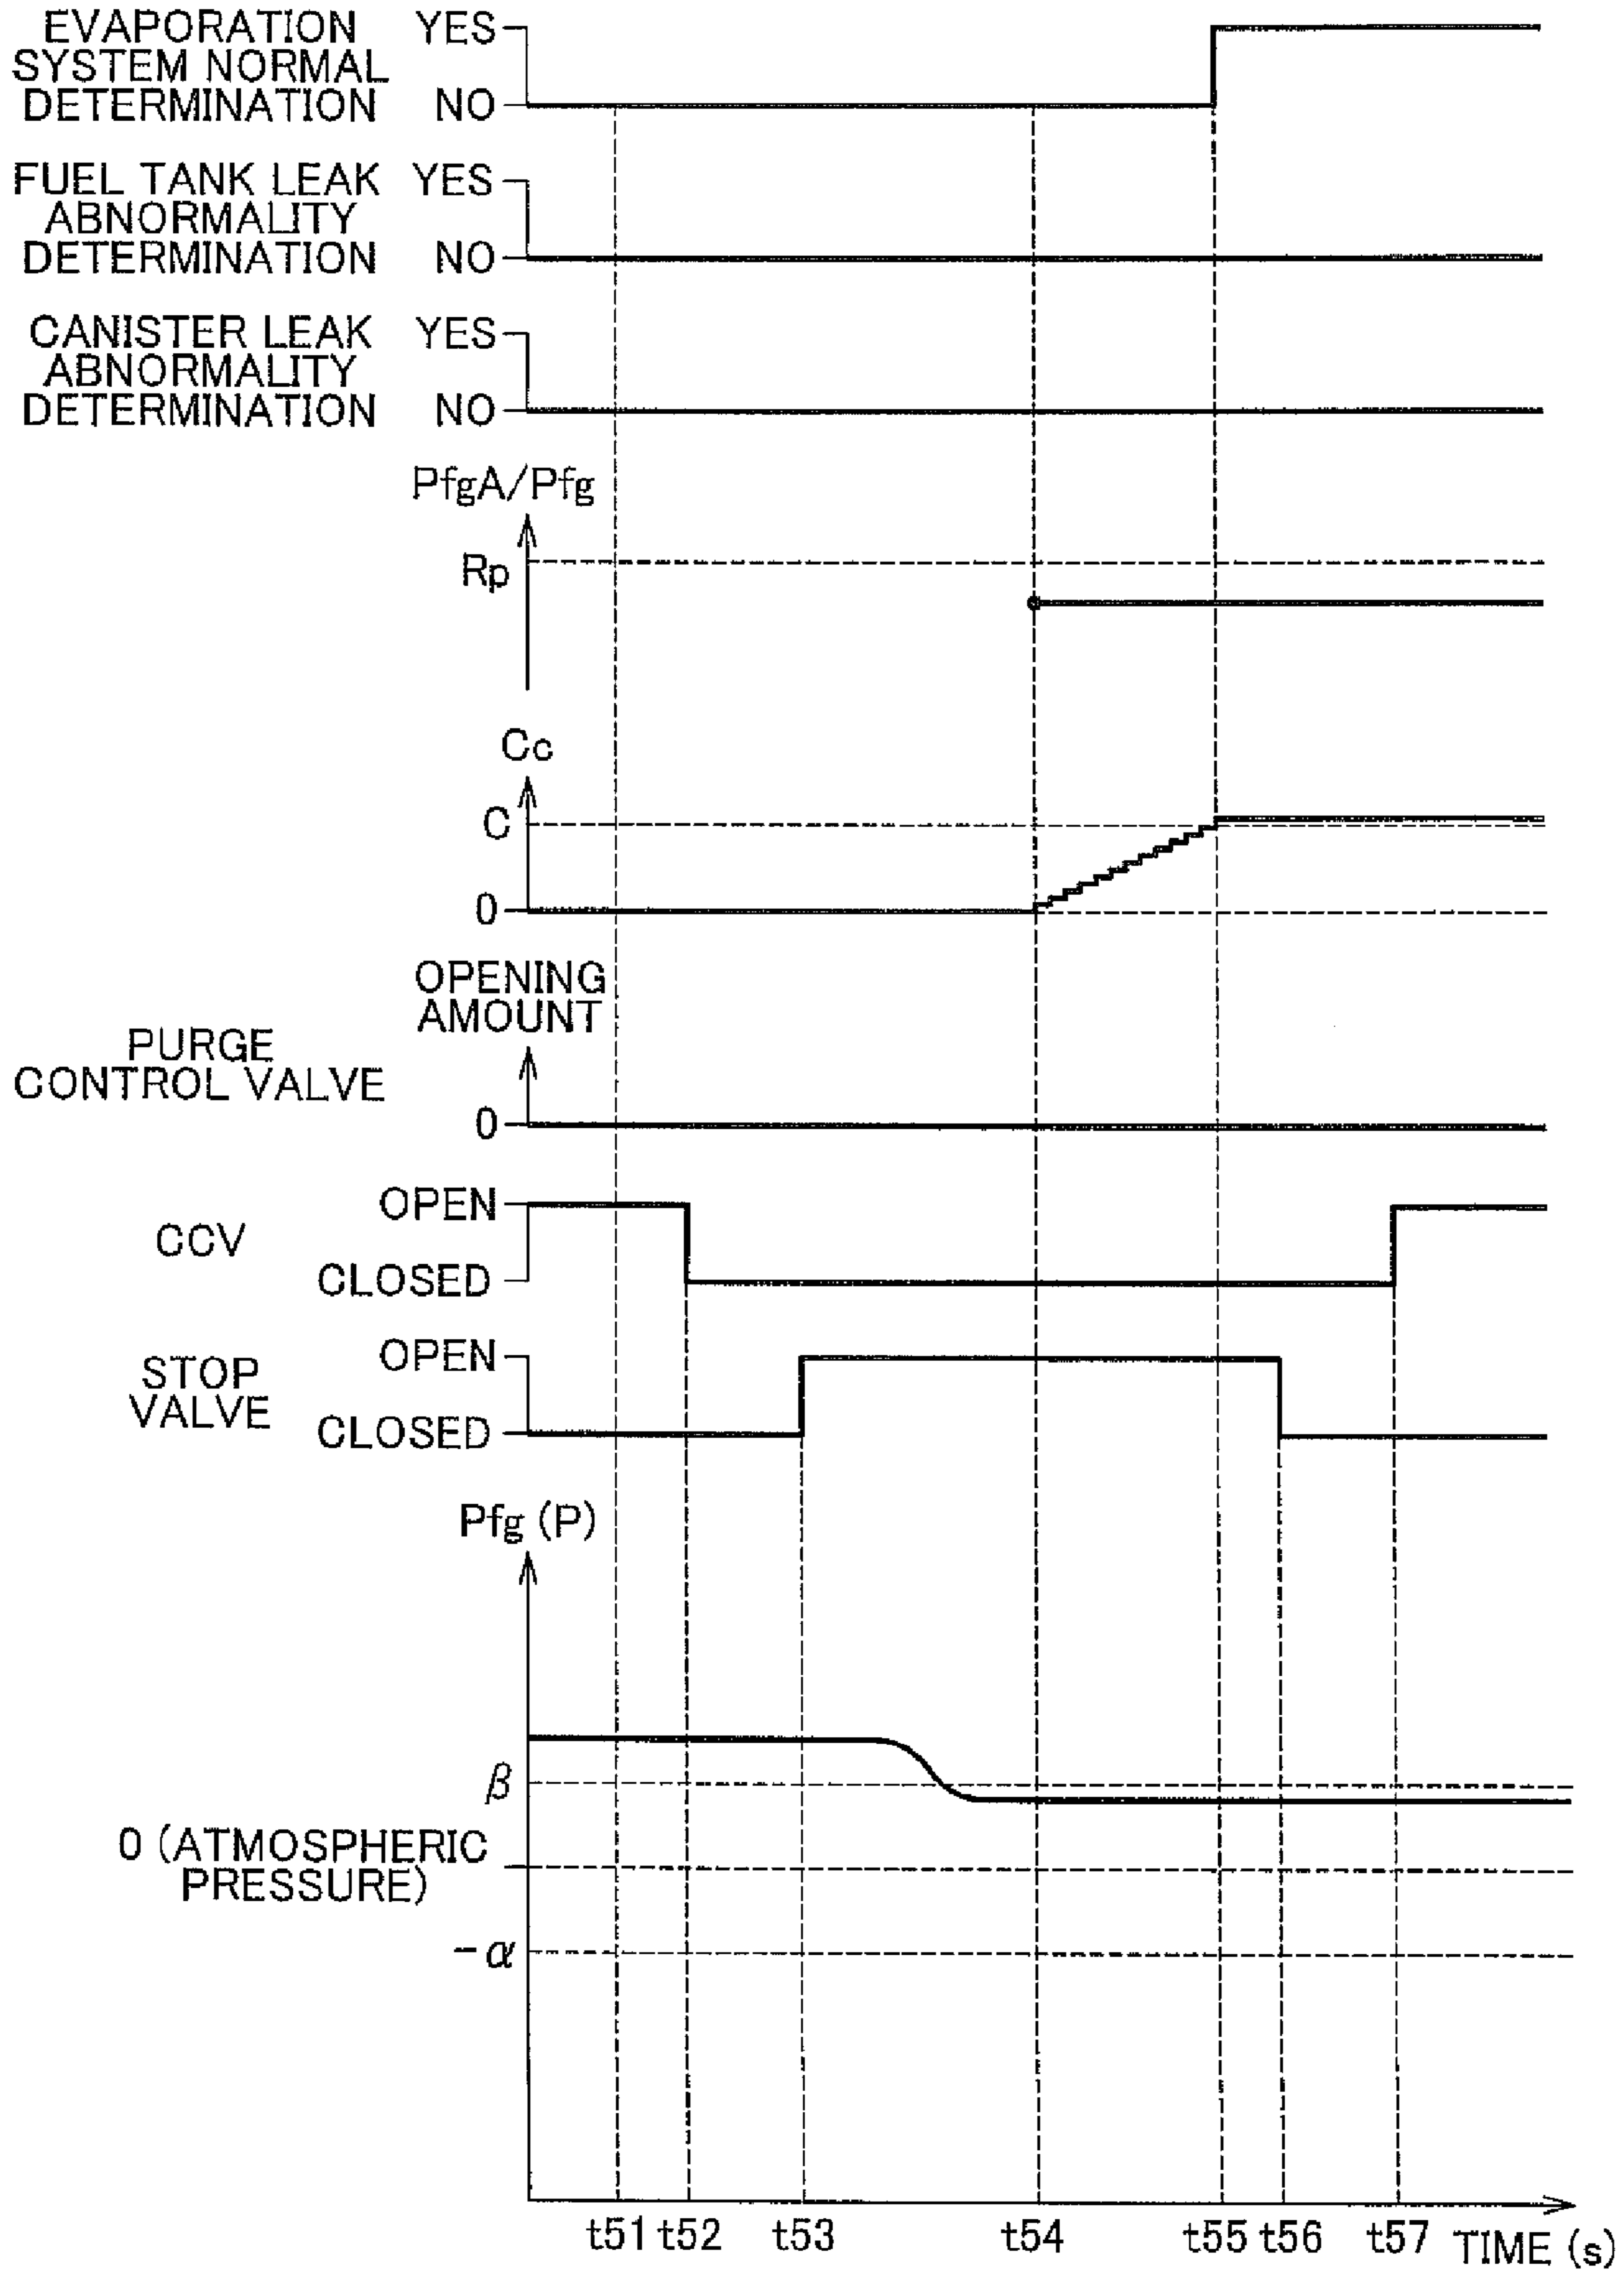 EVAPORATION
SYSTEM NORMAL
DETERMINATION
YES
NO
FUEL TANK LEAK
ABNORMALITY
DETERMINATION
YES
NO
CANISTER LEAK
ABNORMALITY
DETERMINATION
YES
NO
PfgA/Pfg
Rp
Cc
C
0
OPENING
AMOUNT
PURGE
CONTROL VALVE
0
CCV
OPEN
CLOSED
STOP
VALVE
OPEN
CLOSED
Pfg (P)
β
0 (ATMOSPHERIC
PRESSURE)
-α
t51 t52 t53 t54 t55 t56 t57 TIME (s)